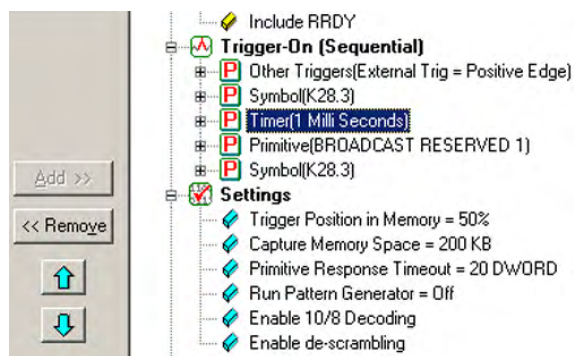 Include RRDY
Trigger-On (Sequential)
P Other Triggers(External Trig = Positive Edge)
P Symbol(K28.3)
P Timer(1 Milli Seconds)
P Primitive(BROADCAST RESERVED 1)
P Symbol(K28.3)
Settings
Trigger Position in Memory = 50%
Capture Memory Space = 200 KB
Primitive Response Timeout = 20 DWORD
Run Pattern Generator = Off
Enable 10/8 Decoding
Enable de-scrambling
Add >>
<< Remove